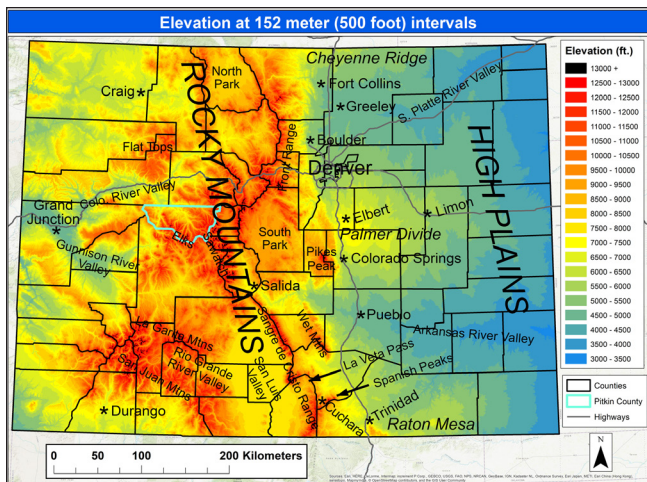 Elevation at 152 meter (500 foot) intervals
Cheyenne Ridge
North Park
Craig
Fort Collins
Greeley
S. Platte River Valley
ROCKY MOUNTAINS
Boulder
Flat Tops
Front Range
Denver
HIGH PLAINS
Colo. River Valley
Grand Junction
Elbert
Limon
South Park
Palmer Divide
Elks
Sawatch
Gunnison River Valley
Pikes Peak
Colorado Springs
Salida
Pueblo
Wet Mtns
Arkansas River Valley
La Garita Mtns
Sangre de Cristo Range
La Veta Pass
Rio Grande River Valley
San Luis Valley
Spanish Peaks
San Juan Mtns
Cuchara
Durango
Trinidad
Raton Mesa
0 50 100 200 Kilometers
Elevation (ft.)
13000 +
12500 - 13000
12000 - 12500
11500 - 12000
11000 - 11500
10500 - 11000
10000 - 10500
9500 - 10000
9000 - 9500
8500 - 9000
8000 - 8500
7500 - 8000
7000 - 7500
6500 - 7000
6000 - 6500
5500 - 6000
5000 - 5500
4500 - 5000
4000 - 4500
3500 - 4000
3000 - 3500
Counties
Pitkin County
Highways
N